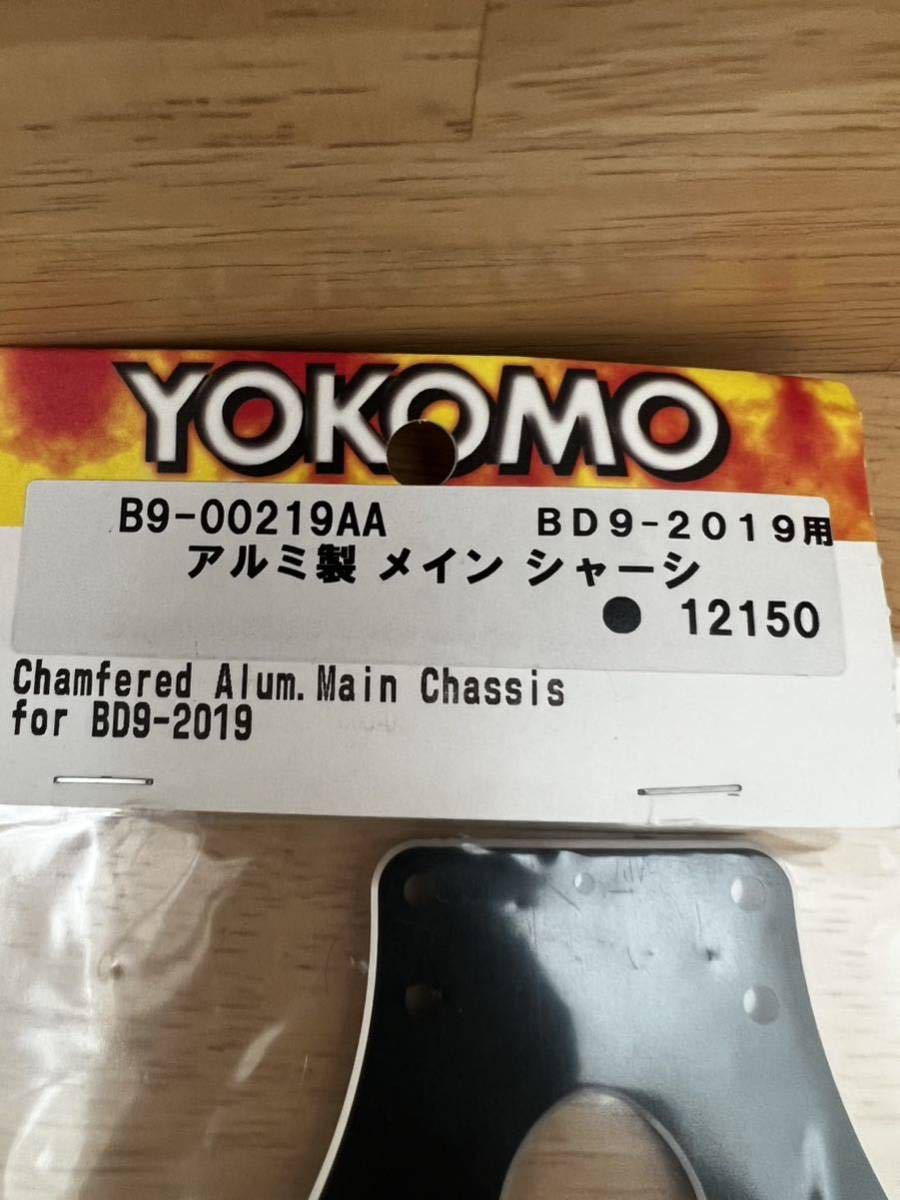 YOKOMO
B9-00219AA BD9-2019用
アルミ製 メイン シャーシ
● 12150
Chamfered Alum.Main Chassis
for BD9-2019